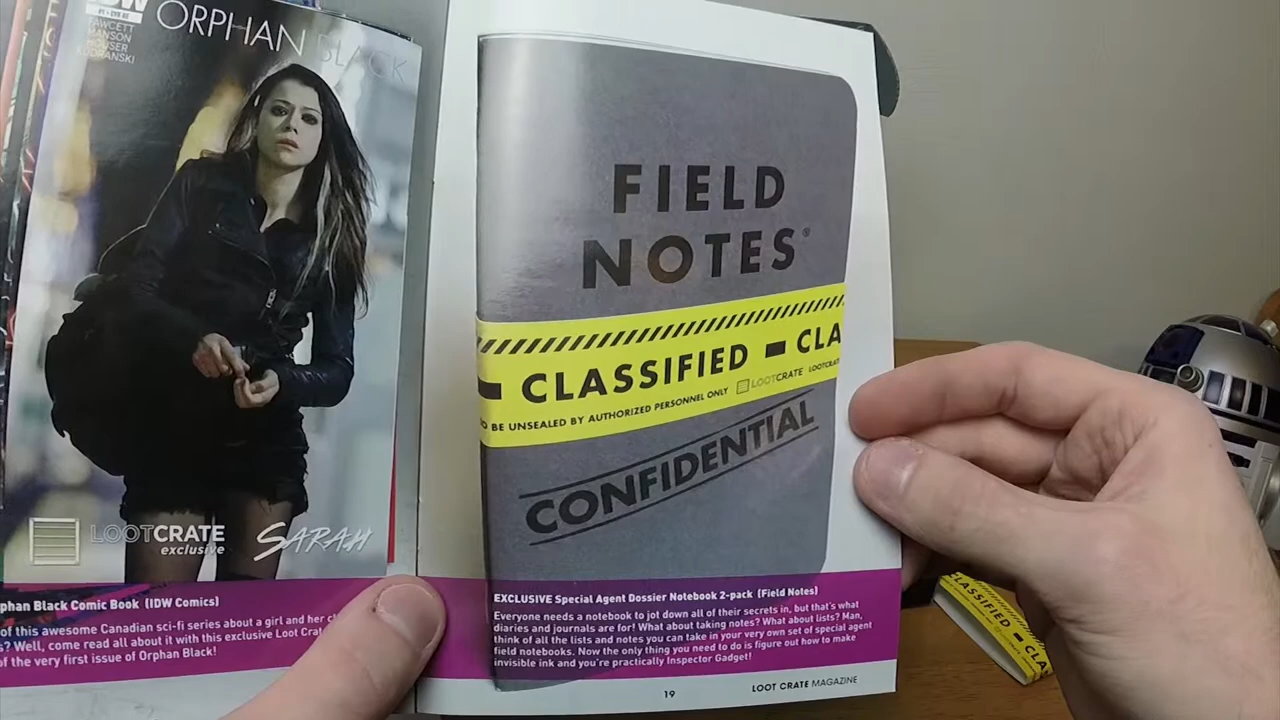 IDW
ORPHAN BLACK
FAWCETT
MANSON
HOUSER
KUDRANSKI
LOOTCRATE
exclusive
SARAH
phan Black Comic Book (IDW Comics)
of this awesome Canadian sci-fi series about a girl and her
s? Well, come read all about it with this exclusive Loot
of the very first issue of Orphan Black!
FIELD
NOTES®
CLASSIFIED CLA
O BE UNSEALED BY AUTHORIZED PERSONNEL ONLY LOOTCRATE LOOTCRAT
CONFIDENTIAL
EXCLUSIVE Special Agent Dossier Notebook 2-pack (Field Notes)
Everyone needs a notebook to jot down all of their secrets in, but that's what
diaries and journals are for! What about taking notes? What about lists? Man,
think of all the lists and notes you can take in your very own set of special agent
field notebooks. Now the only thing you need to do is figure out how to make
invisible ink and you're practically Inspector Gadget!
19 LOOT CRATE MAGAZINE
CLASSIFIED CLA